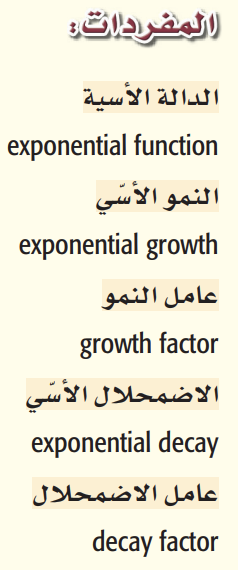 المفردات:
الدالة الأسية
exponential function
النمو الأسّي
exponential growth
عامل النمو
growth factor
الاضمحلال الأسّي
exponential decay
عامل الاضمحلال
decay factor